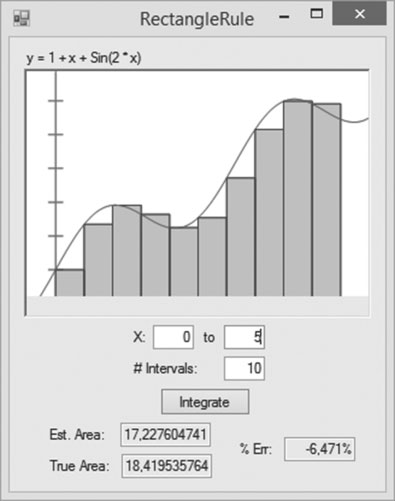 RectangleRule
y = 1 + x + Sin(2 * x)
X: 0 to 5
# Intervals: 10
Integrate
Est. Area: 17,227604741
% Err: -6,471%
True Area: 18,419535764